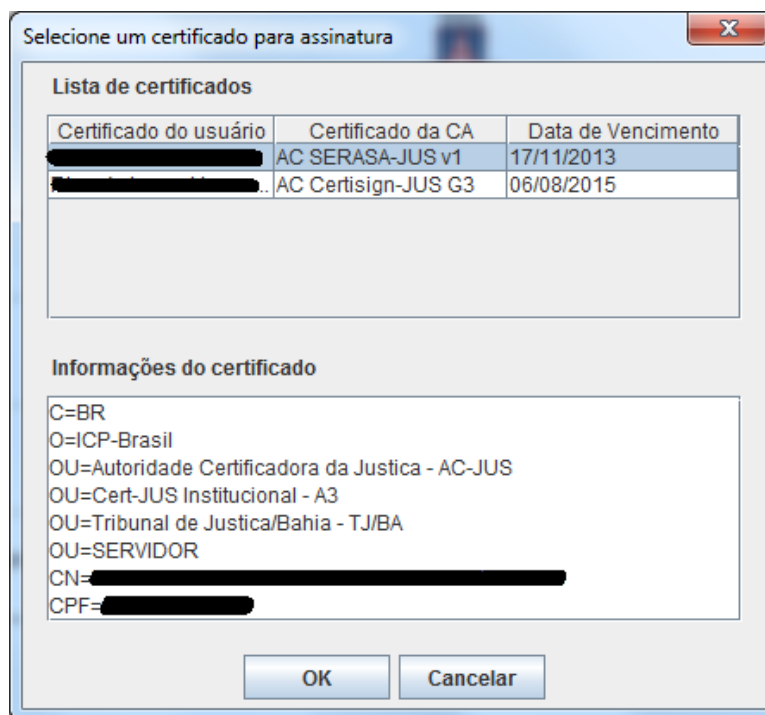 Selecione um certificado para assinatura
Lista de certificados
Certificado do usuário Certificado da CA Data de Vencimento
AC SERASA-JUS v1 17/11/2013
.. AC Certisign-JUS G3 06/08/2015
Informações do certificado
C=BR
O=ICP-Brasil
OU=Autoridade Certificadora da Justica - AC-JUS
OU=Cert-JUS Institucional - A3
OU=Tribunal de Justica/Bahia - TJ/BA
OU=SERVIDOR
CN=
CPF=
OK Cancelar